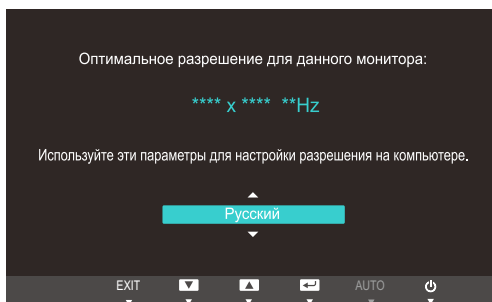 Оптимальное разрешение для данного монитора:
**** x **** **Hz
Используйте эти параметры для настройки разрешения на компьютере.
Русский
EXIT AUTO